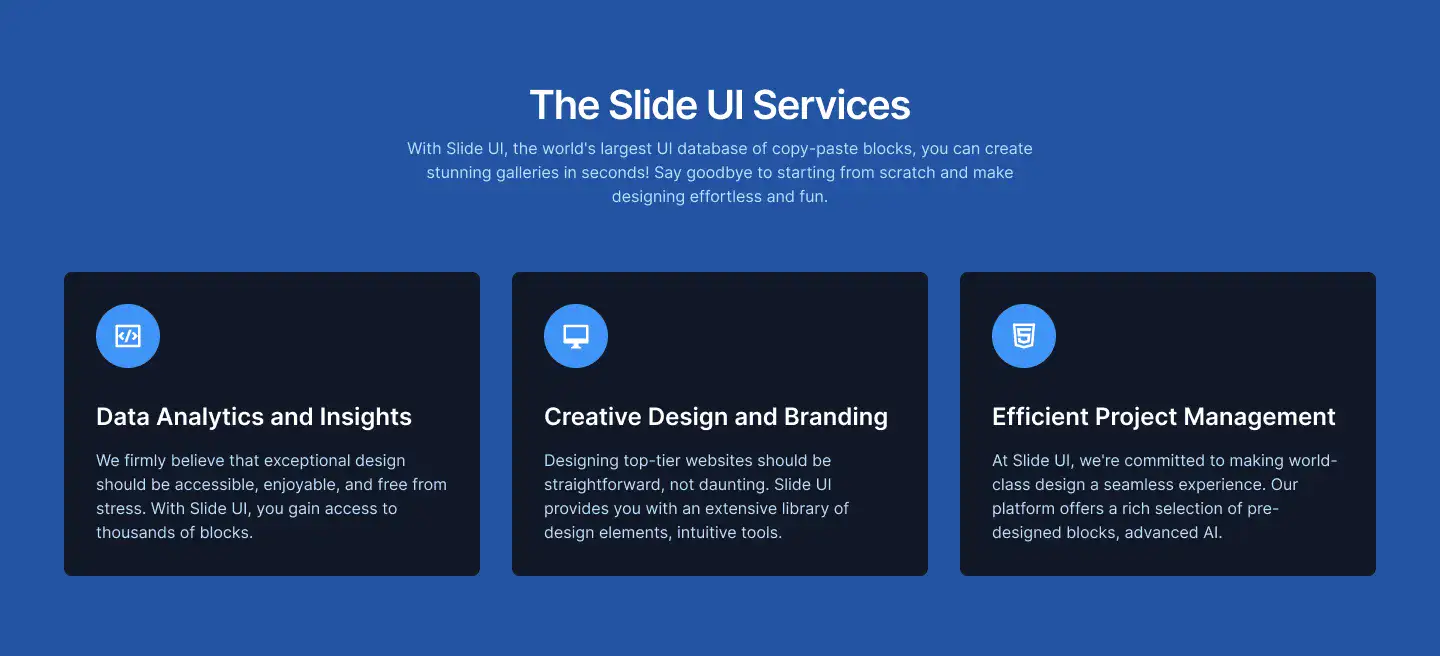 The Slide UI Services
With Slide UI, the world's largest UI database of copy-paste blocks, you can create
stunning galleries in seconds! Say goodbye to starting from scratch and make
designing effortless and fun.
Data Analytics and Insights
We firmly believe that exceptional design
should be accessible, enjoyable, and free from
stress. With Slide UI, you gain access to
thousands of blocks.
Creative Design and Branding
Designing top-tier websites should be
straightforward, not daunting. Slide UI
provides you with an extensive library of
design elements, intuitive tools.
Efficient Project Management
At Slide UI, we're committed to making world-
class design a seamless experience. Our
platform offers a rich selection of pre-
designed blocks, advanced AI.